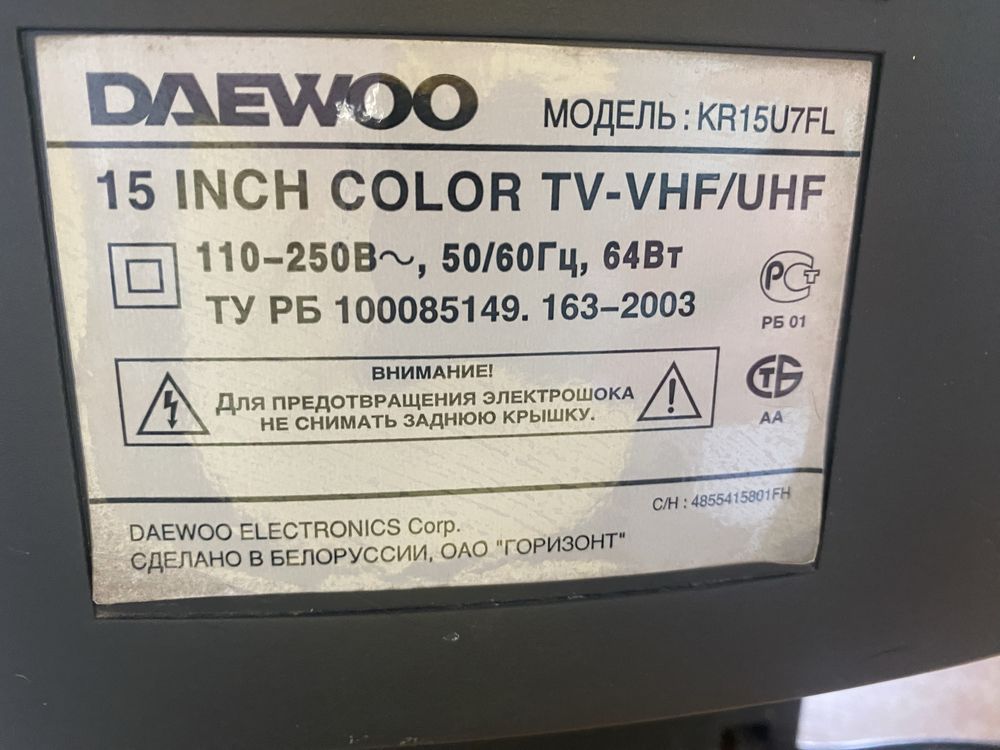 DAEWOO
МОДЕЛЬ : KR15U7FL
15 INCH COLOR TV-VHF/UHF
110-250В~, 50/60Гц, 64Вт
ТУ РБ 100085149. 163-2003
РСТ
РБ 01
СТБ
АА
ВНИМАНИЕ!
Для предотвращения электрошока
не снимать заднюю крышку.
С/Н : 4855415801FH
DAEWOO ELECTRONICS Corp.
СДЕЛАНО В БЕЛОРУССИИ, ОАО "ГОРИЗОНТ"